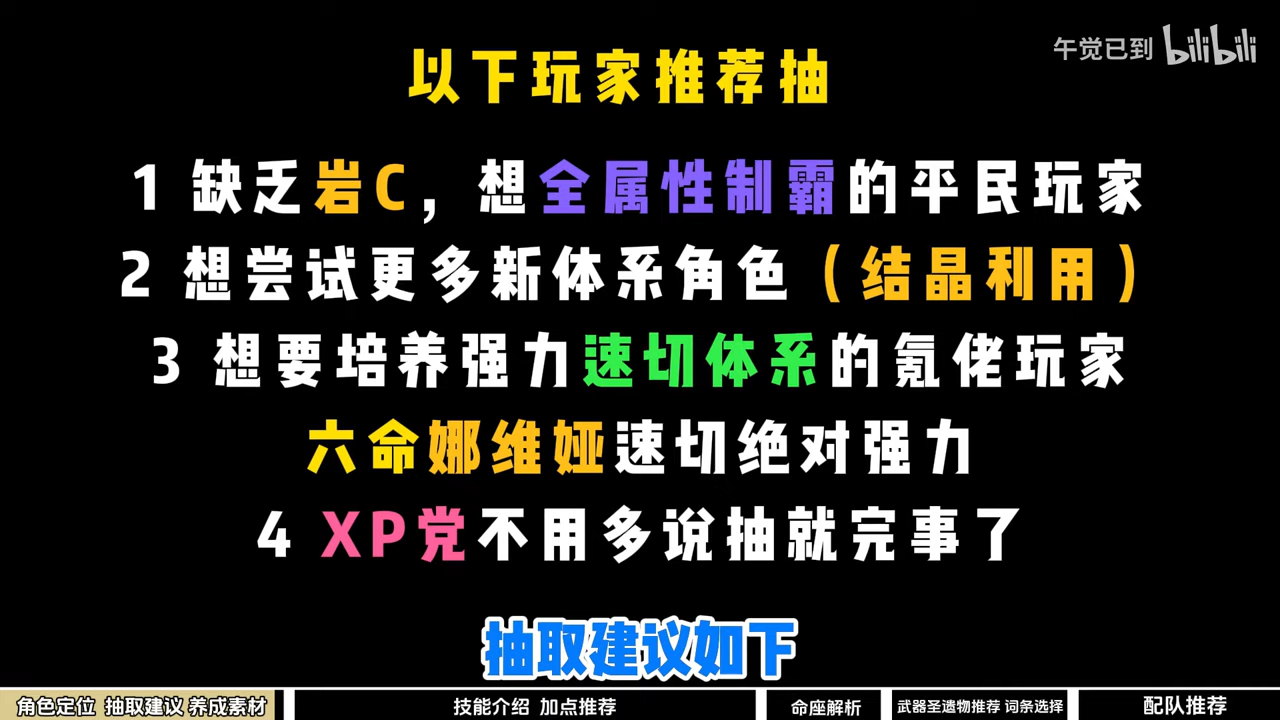 午觉已到 bilibili
以下玩家推荐抽
1 缺乏岩C，想全属性制霸的平民玩家
2 想尝试更多新体系角色（结晶利用）
3 想要培养强力速切体系的氪佬玩家
六命娜维娅速切绝对强力
4 XP党不用多说抽就完事了
抽取建议如下
角色定位 抽取建议 养成素材
技能介绍 加点推荐
命座解析
武器圣遗物推荐 词条选择
配队推荐